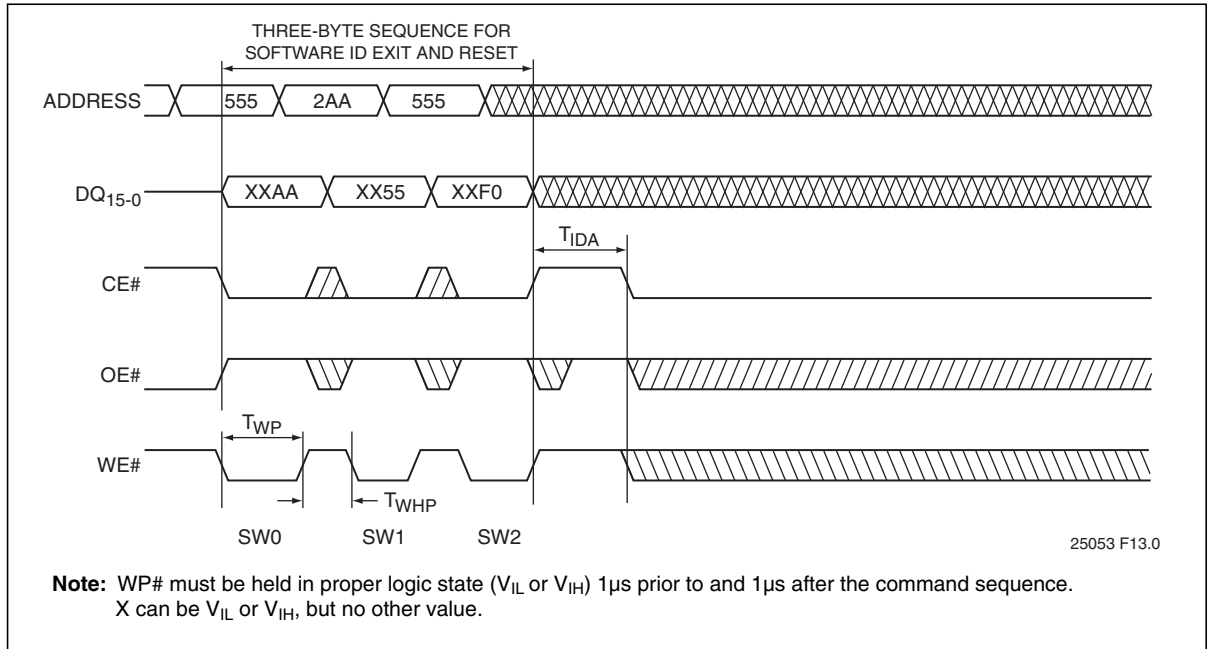 THREE-BYTE SEQUENCE FOR
SOFTWARE ID EXIT AND RESET
ADDRESS 555 2AA 555
DQ15-0 XXAA XX55 XXF0
TIDA
CE#
OE#
TWP
WE#
TWHP
SW0 SW1 SW2
25053 F13.0
Note: WP# must be held in proper logic state (VIL or VIH) 1µs prior to and 1µs after the command sequence.
X can be VIL or VIH, but no other value.